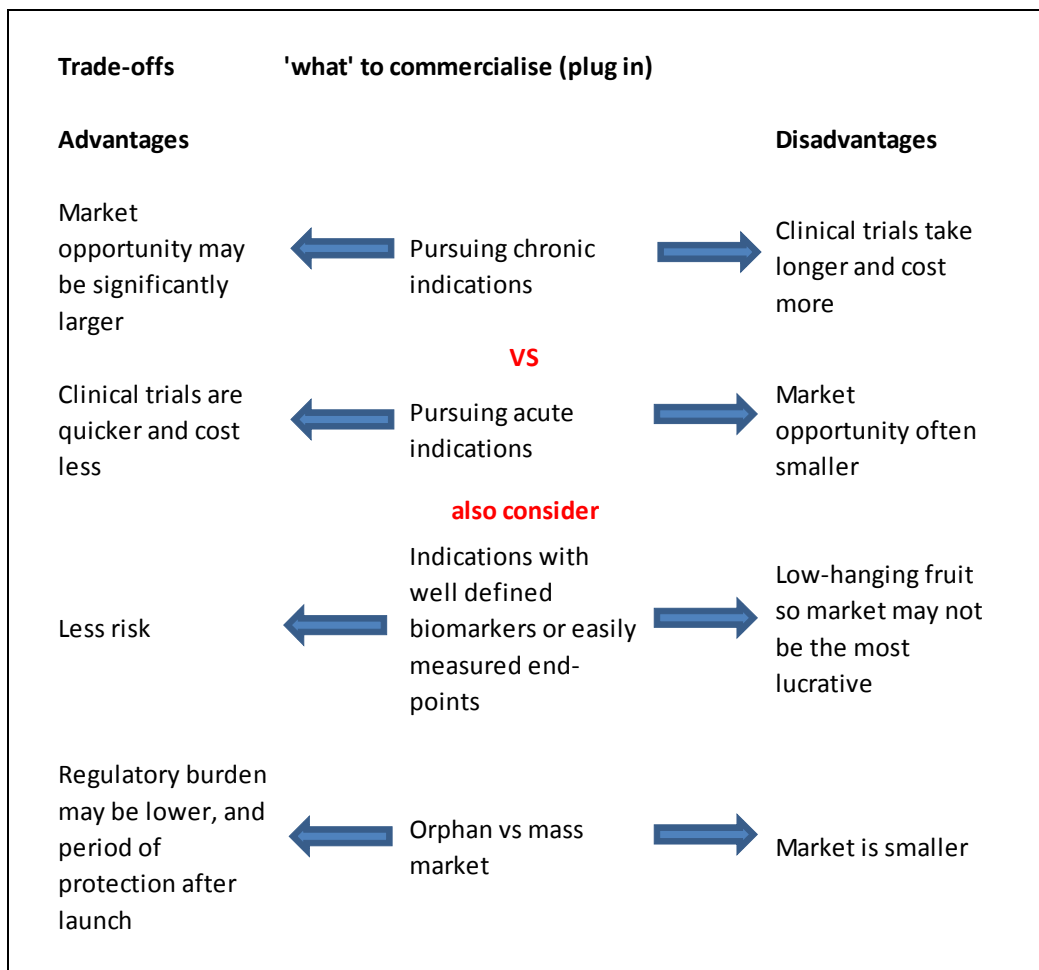 Trade-offs 'what' to commercialise (plug in)
Advantages
Disadvantages
Market
opportunity may
be significantly
larger
Pursuing chronic
indications
Clinical trials take
longer and cost
more
VS
Clinical trials are
quicker and cost
less
Pursuing acute
indications
Market
opportunity often
smaller
also consider
Less risk
Indications with
well defined
biomarkers or easily
measured end-
points
Low-hanging fruit
so market may not
be the most
lucrative
Regulatory burden
may be lower, and
period of
protection after
launch
Orphan vs mass
market
Market is smaller